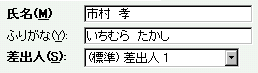 氏名(M) 市村 孝
ふりがな(Y): いちむら たかし
差出人(S): (標準) 差出人 1